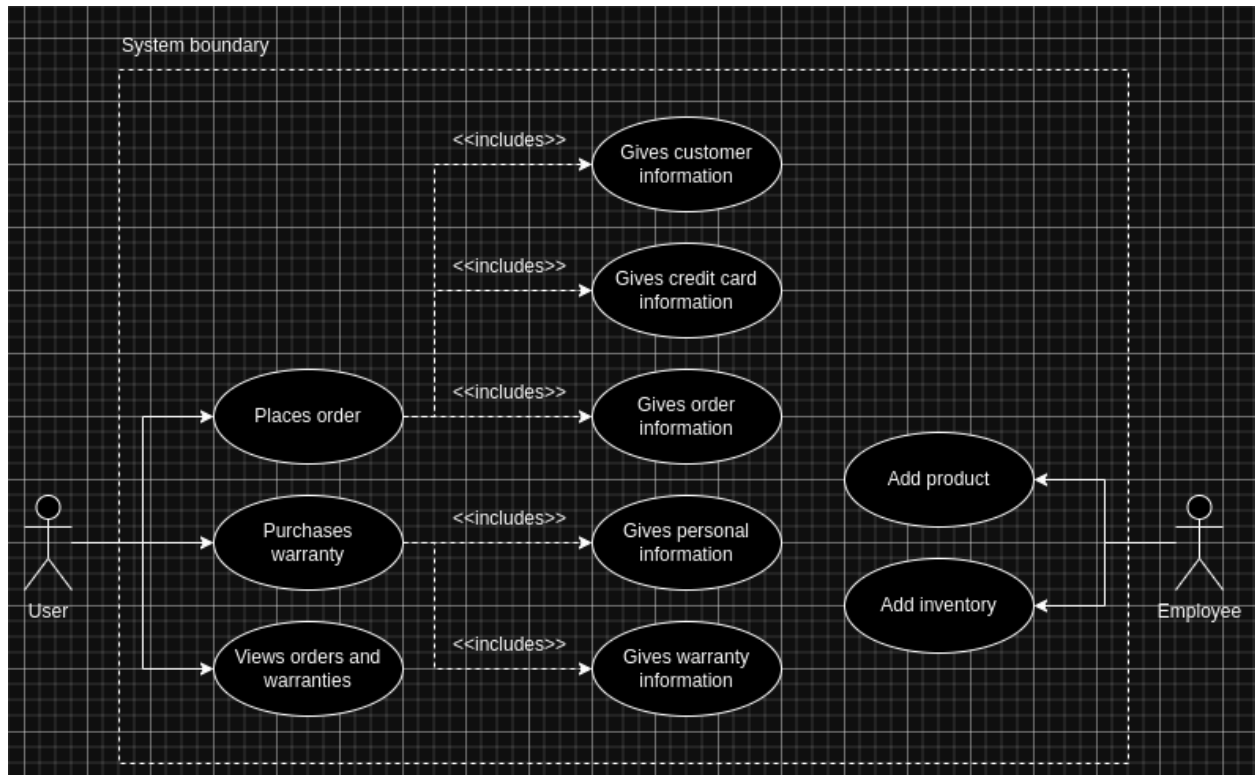 System boundary
<<includes>>
Gives customer
information
<<includes>>
Gives credit card
information
Places order
<<includes>>
Gives order
information
Add product
Purchases
warranty
<<includes>>
Gives personal
information
User
Add inventory
Employee
Views orders and
warranties
<<includes>>
Gives warranty
information